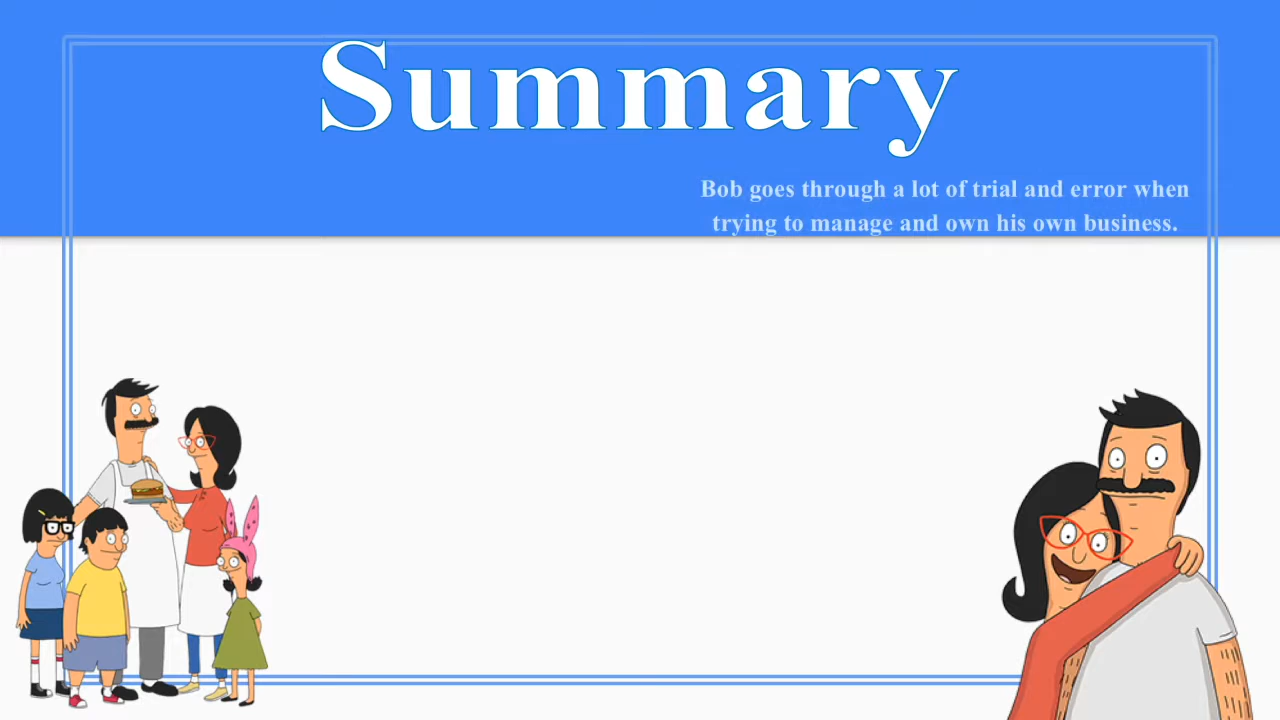 Summary
Bob goes through a lot of trial and error when
trying to manage and own his own business.